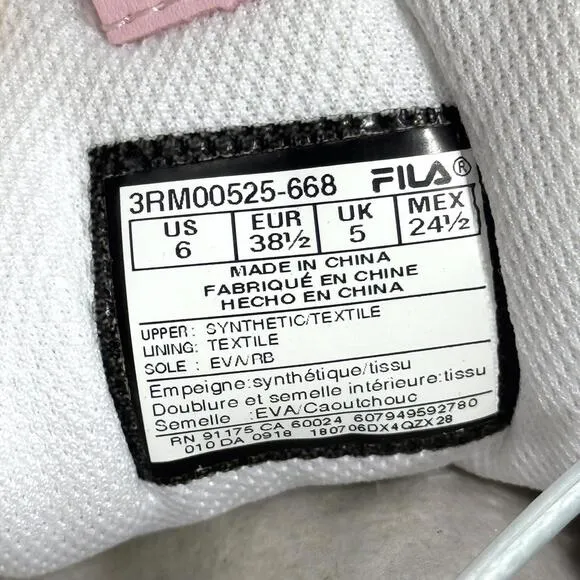 3RM00525-668 FILA®
US EUR UK MEX
6 38½ 5 24½
MADE IN CHINA
FABRIQUÉ EN CHINE
HECHO EN CHINA
UPPER: SYNTHETIC/TEXTILE
LINING: TEXTILE
SOLE : EVA/RB
Empeigne:synthétique/tissu
Doublure et semelle intérieure:tissu
Semelle :EVA/Caoutchouc
RN 91175 CA 60024 607949592780
010 DA 0918 180706DX4QZX28